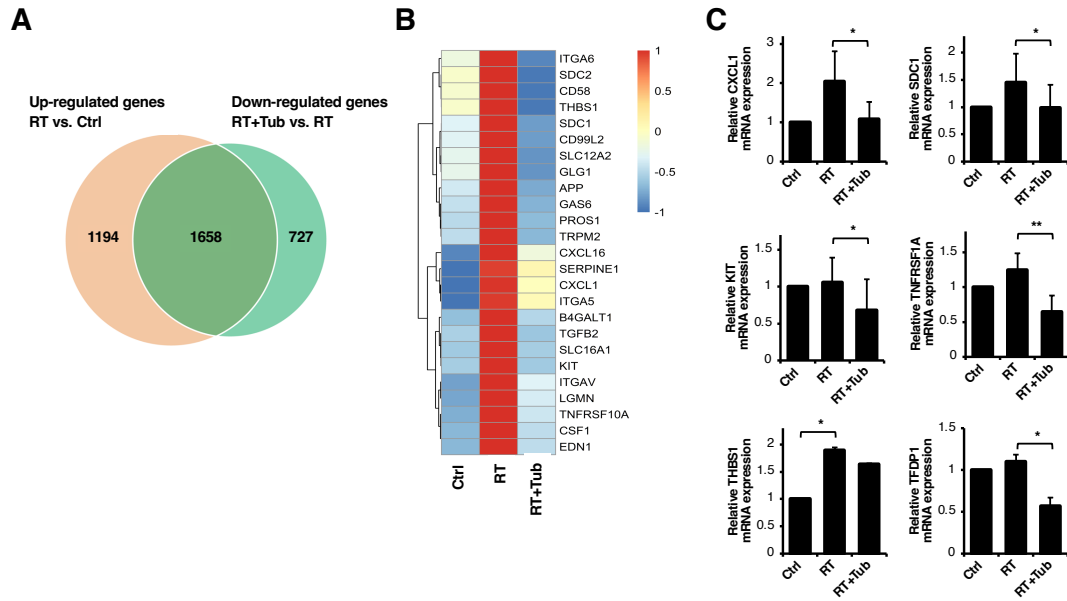 A
Up-regulated genes
RT vs. Ctrl
Down-regulated genes
RT+Tub vs. RT
1194
1658
727
B
ITGA6
SDC2
CD58
THBS1
SDC1
CD99L2
SLC12A2
GLG1
APP
GAS6
PROS1
TRPM2
CXCL16
SERPINE1
CXCL1
ITGA5
B4GALT1
TGFB2
SLC16A1
KIT
ITGAV
LGMN
TNFRSF10A
CSF1
EDN1
Ctrl
RT
RT+Tub
1
0.5
0
-0.5
-1
C
Relative CXCL1
mRNA expression
3
2
1
0
*
Ctrl
RT
RT+Tub
Relative SDC1
mRNA expression
2
1.5
1
0.5
0
*
Ctrl
RT
RT+Tub
Relative KIT
mRNA expression
1.5
1
0.5
0
*
Ctrl
RT
RT+Tub
Relative TNFRSF1A
mRNA expression
1.5
1
0.5
0
**
Ctrl
RT
RT+Tub
Relative THBS1
mRNA expression
2
1.5
1
0.5
0
*
Ctrl
RT
RT+Tub
Relative TFDP1
mRNA expression
1.5
1
0.5
0
*
Ctrl
RT
RT+Tub